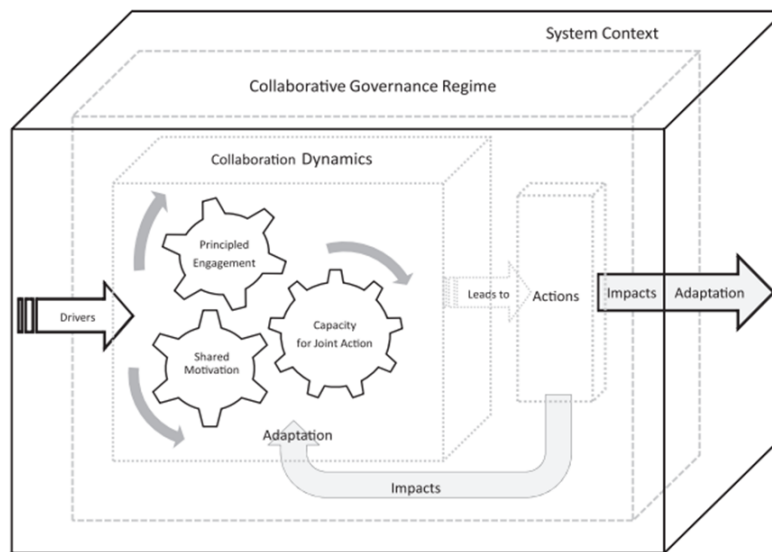 System Context
Collaborative Governance Regime
Collaboration Dynamics
Principled
Engagement
Drivers
Shared
Motivation
Capacity
for Joint Action
Leads to
Actions
Impacts
Adaptation
Adaptation
Impacts